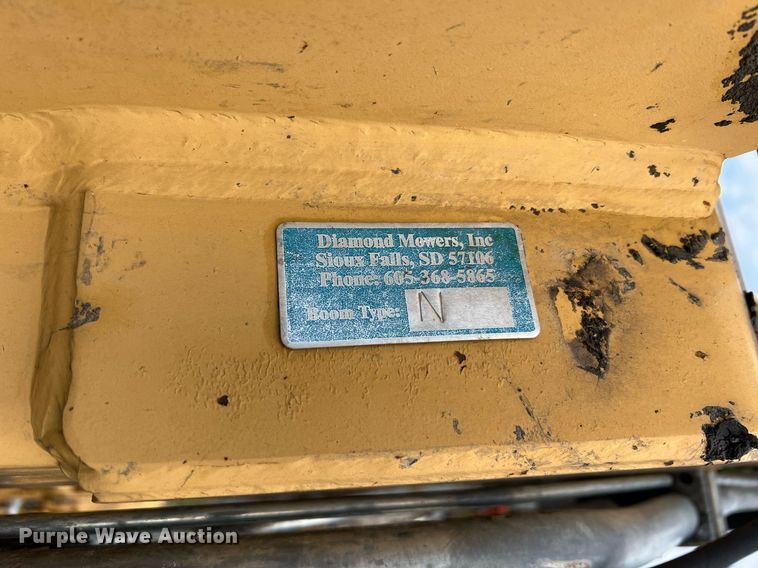 Diamond Mowers, Inc
Sioux Falls, SD 57106
Phone: 605-368-5865
Boom Type: N
Purple Wave Auction®